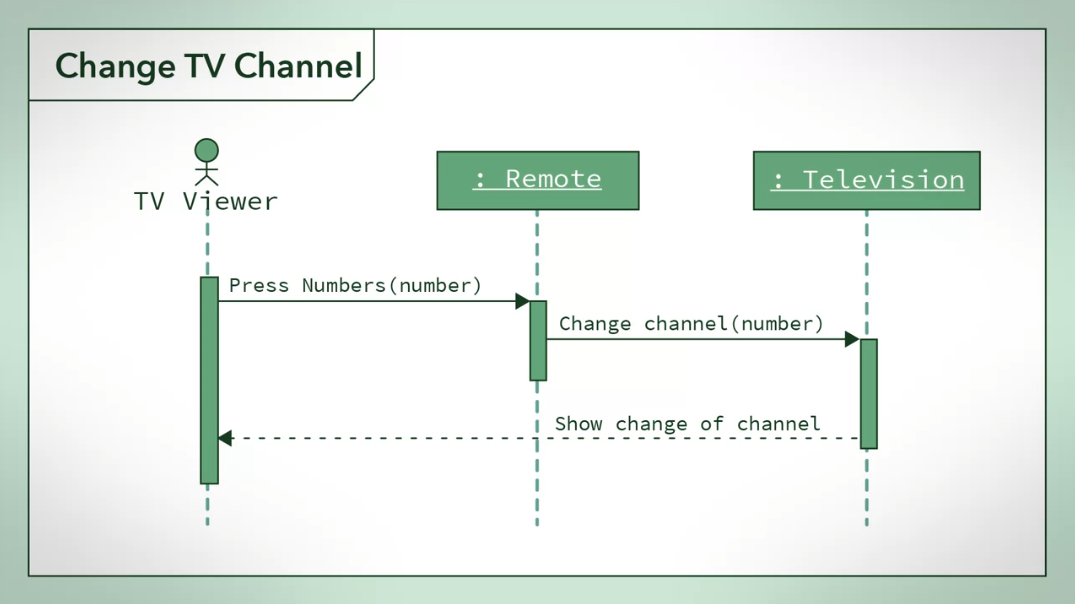 Change TV Channel
TV Viewer
: Remote
: Television
Press Numbers(number)
Change channel(number)
Show change of channel